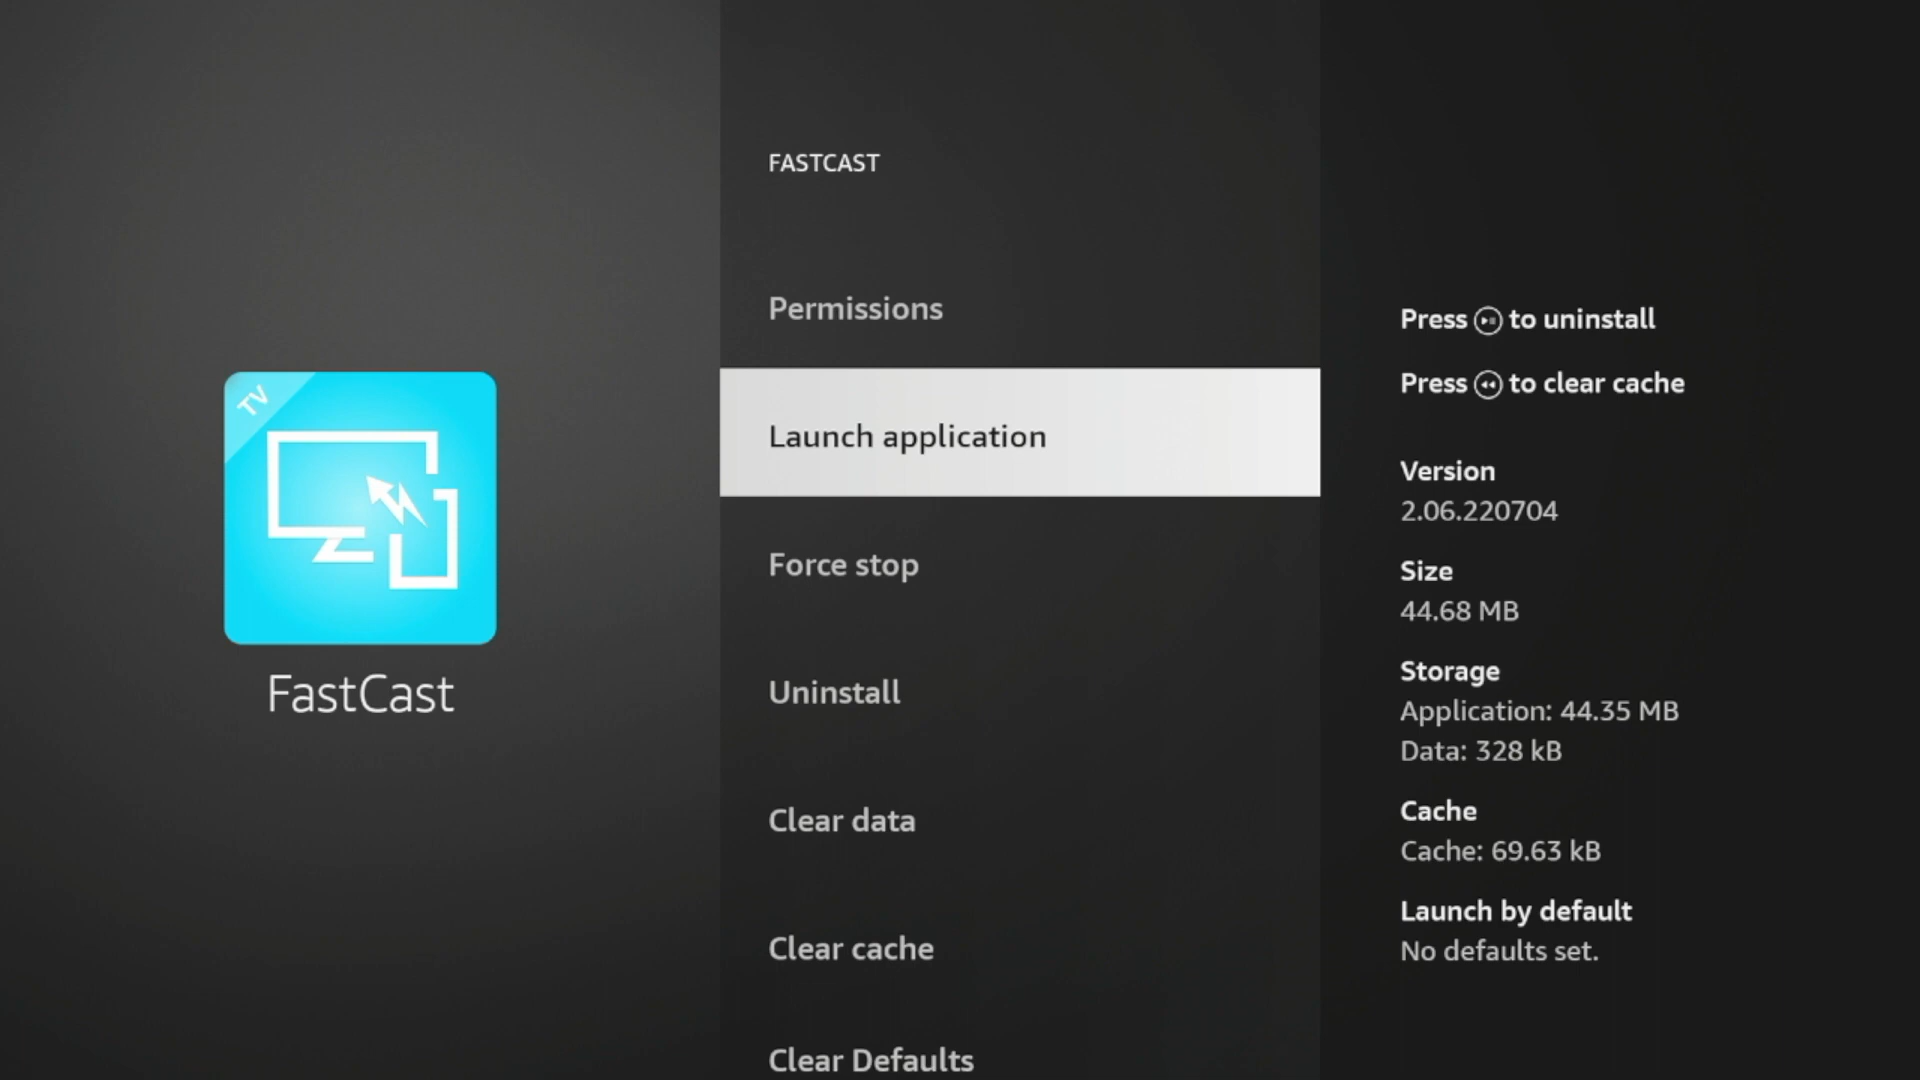 TV
FastCast
FASTCAST
Permissions
Launch application
Force stop
Uninstall
Clear data
Clear cache
Clear Defaults
Press to uninstall
Press to clear cache
Version
2.06.220704
Size
44.68 MB
Storage
Application: 44.35 MB
Data: 328 kB
Cache
Cache: 69.63 kB
Launch by default
No defaults set.